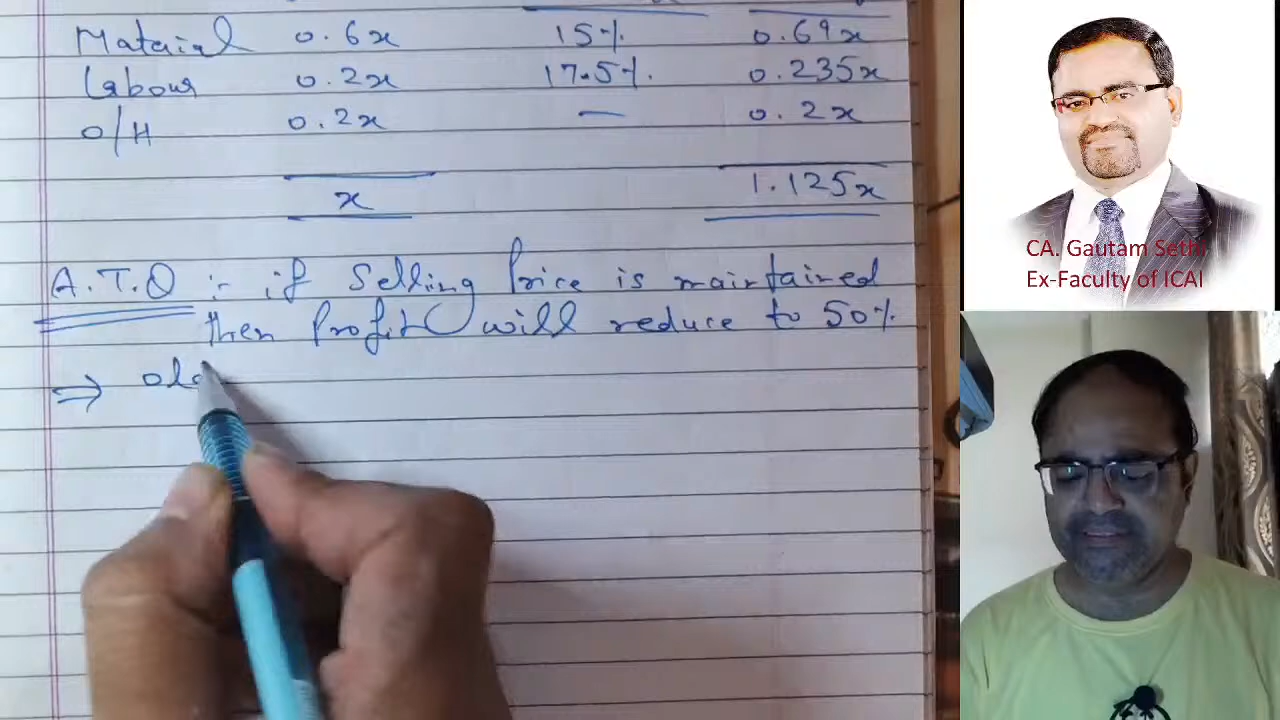 Material 0.6x 15% 0.69x
Labour 0.2x 17.5% 0.235x
O/H 0.2x — 0.2x
x 1.125x
A.T.Q :- if Selling Price is maintained
then Profit will reduce to 50%
⇒ old
CA. Gautam Sethi
Ex-Faculty of ICAI